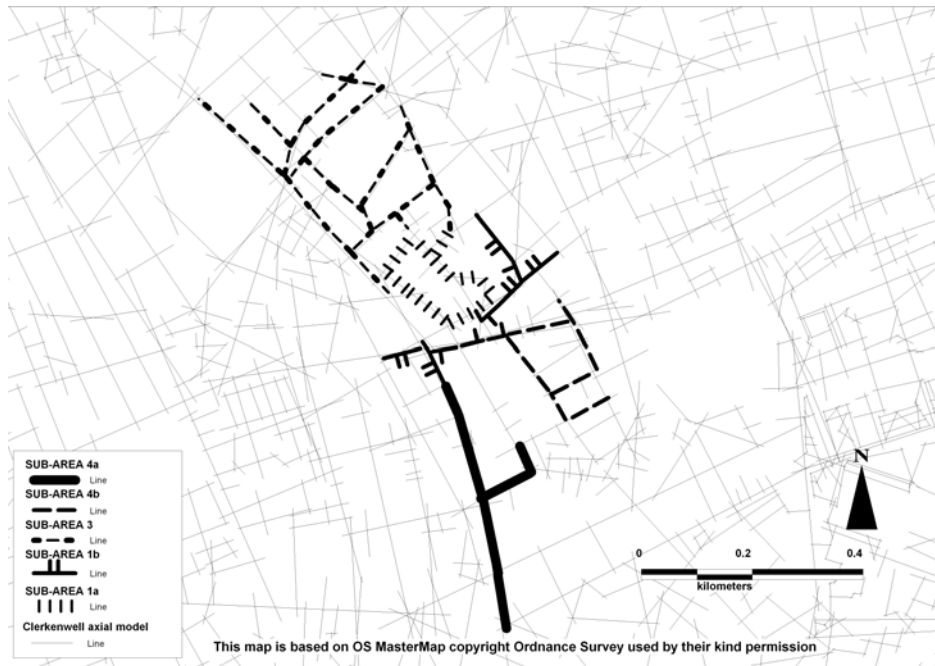 N
0 0.2 0.4
kilometers
SUB-AREA 4a
Line
SUB-AREA 4b
Line
SUB-AREA 3
Line
SUB-AREA 1b
Line
SUB-AREA 1a
Line
Clerkenwell axial model
Line
This map is based on OS MasterMap copyright Ordnance Survey used by their kind permission